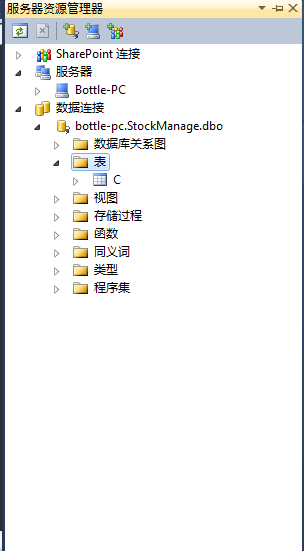 服务器资源管理器
SharePoint 连接
服务器
Bottle-PC
数据连接
bottle-pc.StockManage.dbo
数据库关系图
表
C
视图
存储过程
函数
同义词
类型
程序集